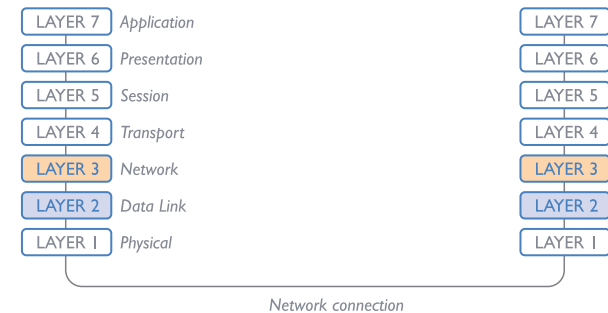 LAYER 7 Application LAYER 7
LAYER 6 Presentation LAYER 6
LAYER 5 Session LAYER 5
LAYER 4 Transport LAYER 4
LAYER 3 Network LAYER 3
LAYER 2 Data Link LAYER 2
LAYER 1 Physical LAYER 1
Network connection